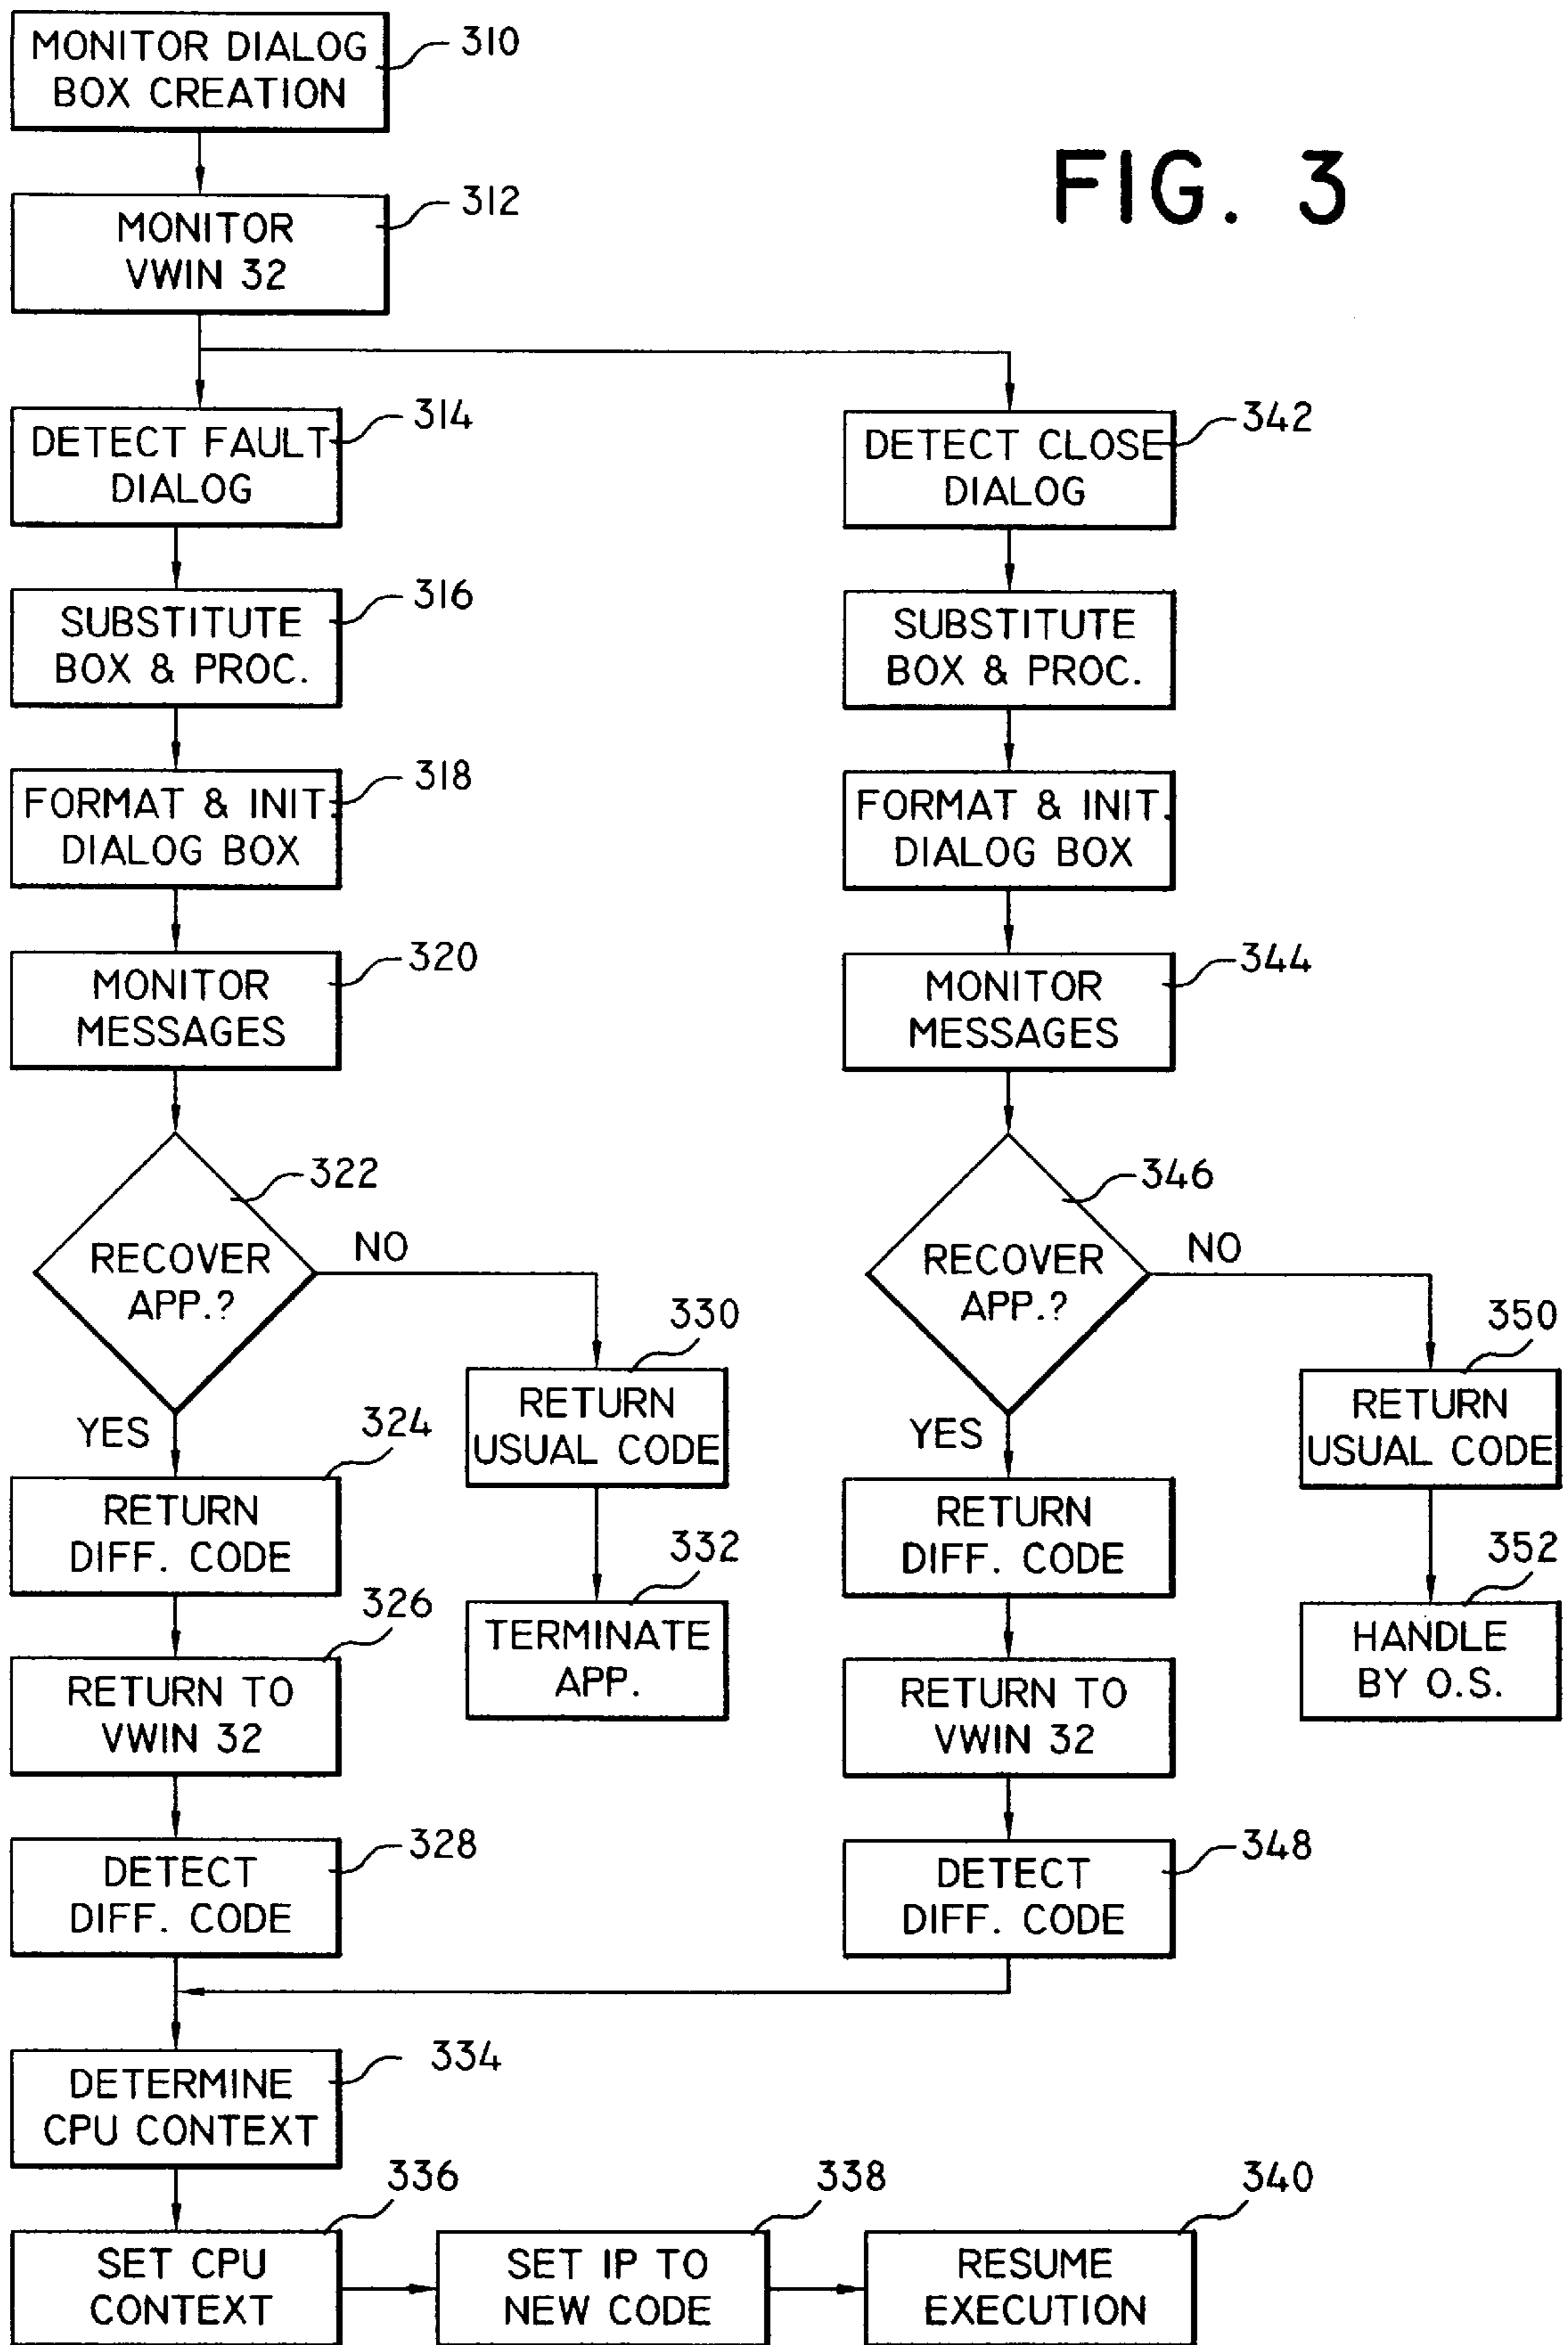 MONITOR DIALOG
BOX CREATION
310
FIG. 3
MONITOR
VWIN 32
312
DETECT FAULT
DIALOG
314
DETECT CLOSE
DIALOG
342
SUBSTITUTE
BOX & PROC.
316
SUBSTITUTE
BOX & PROC.
FORMAT & INIT.
DIALOG BOX
318
FORMAT & INIT.
DIALOG BOX
MONITOR
MESSAGES
320
MONITOR
MESSAGES
344
RECOVER
APP.?
322
NO
YES
RECOVER
APP.?
346
NO
YES
330
RETURN
USUAL CODE
350
RETURN
USUAL CODE
324
RETURN
DIFF. CODE
RETURN
DIFF. CODE
332
TERMINATE
APP.
352
HANDLE
BY O.S.
326
RETURN TO
VWIN 32
RETURN TO
VWIN 32
DETECT
DIFF. CODE
328
DETECT
DIFF. CODE
348
DETERMINE
CPU CONTEXT
334
336
SET CPU
CONTEXT
338
SET IP TO
NEW CODE
340
RESUME
EXECUTION